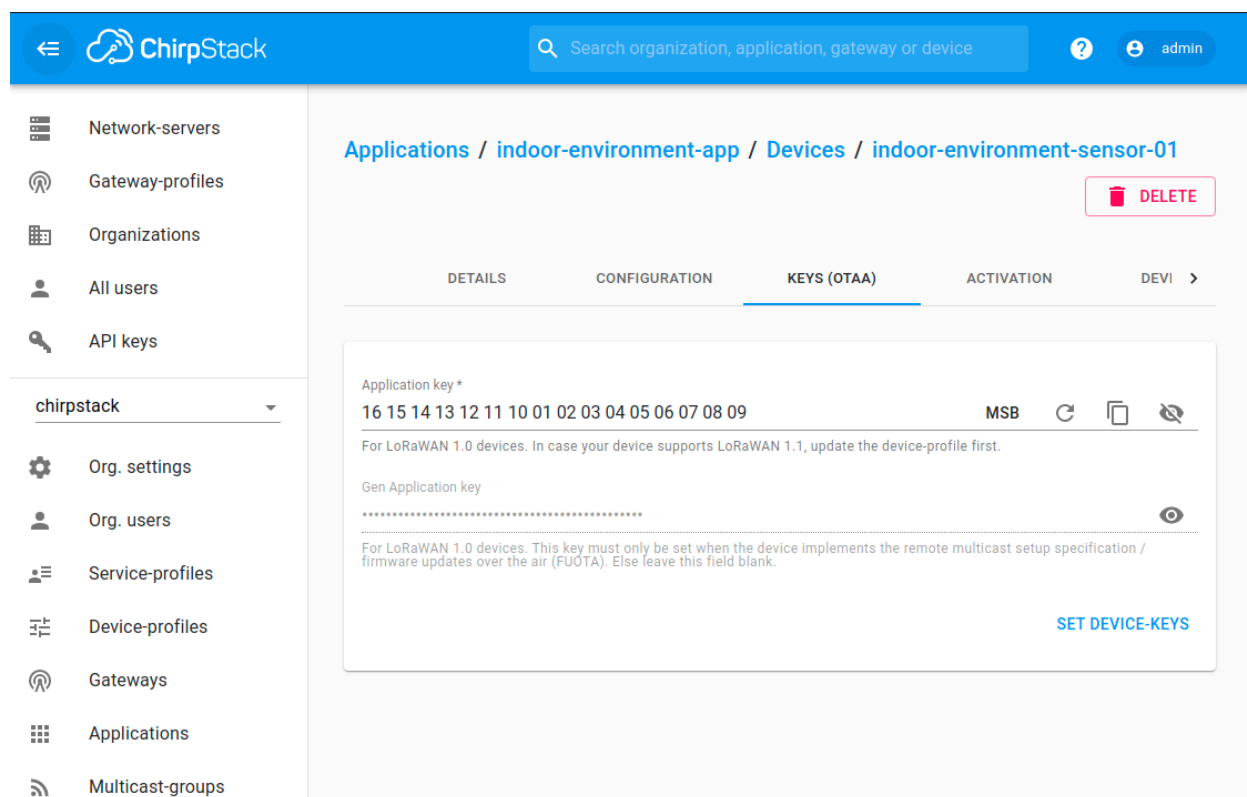 ChirpStack
Search organization, application, gateway or device
? admin
Network-servers
Gateway-profiles
Organizations
All users
API keys
chirpstack
Org. settings
Org. users
Service-profiles
Device-profiles
Gateways
Applications
Multicast-groups
Applications / indoor-environment-app / Devices / indoor-environment-sensor-01
DELETE
DETAILS CONFIGURATION KEYS (OTAA) ACTIVATION DEVI
Application key *
16 15 14 13 12 11 10 01 02 03 04 05 06 07 08 09 MSB
For LoRaWAN 1.0 devices. In case your device supports LoRaWAN 1.1, update the device-profile first.
Gen Application key
•••••••••••••••••••••••••••••••••••••••••••••••
For LoRaWAN 1.0 devices. This key must only be set when the device implements the remote multicast setup specification /
firmware updates over the air (FUOTA). Else leave this field blank.
SET DEVICE-KEYS